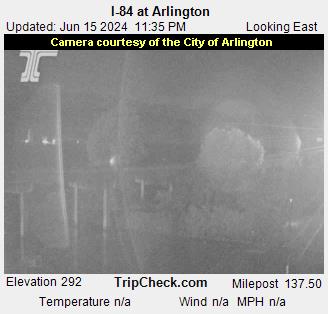 I-84 at Arlington
Updated: Jun 15 2024 11:35 PM Looking East
Camera courtesy of the City of Arlington
Elevation 292 TripCheck.com Milepost 137.50
Temperature n/a Wind n/a MPH n/a